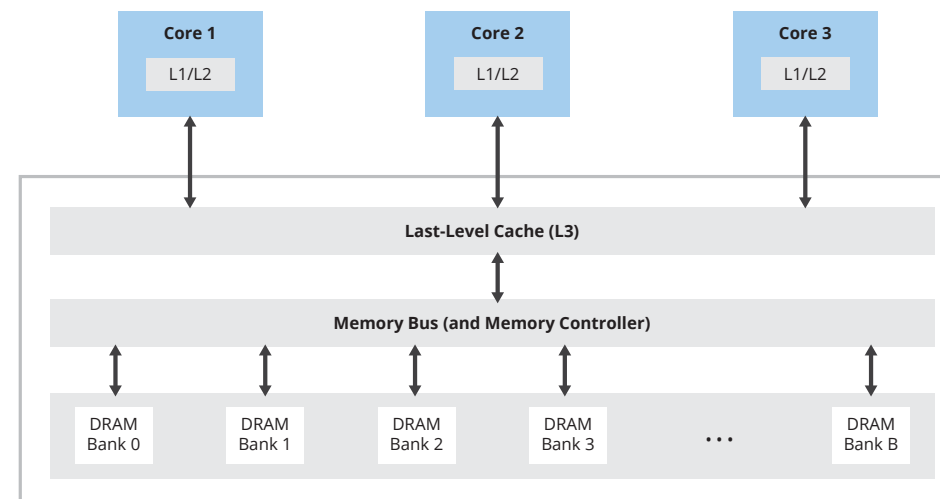 Core 1
L1/L2
Core 2
L1/L2
Core 3
L1/L2
Last-Level Cache (L3)
Memory Bus (and Memory Controller)
DRAM
Bank 0
DRAM
Bank 1
DRAM
Bank 2
DRAM
Bank 3
...
DRAM
Bank B